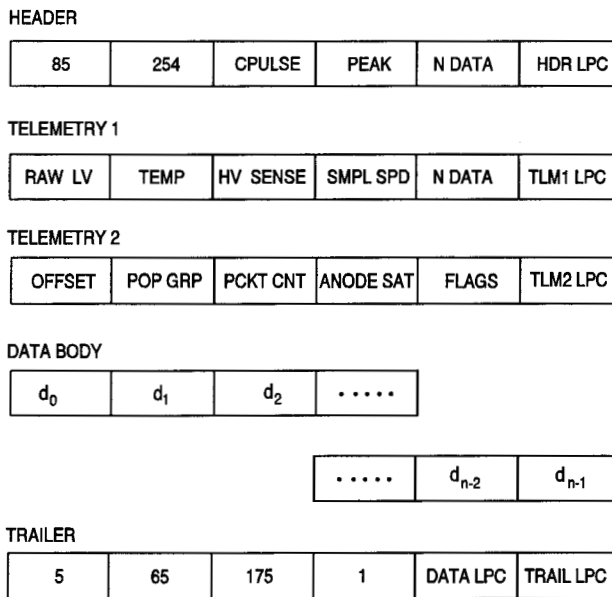 HEADER
85 254 CPULSE PEAK N DATA HDR LPC
TELEMETRY 1
RAW LV TEMP HV SENSE SMPL SPD N DATA TLM1 LPC
TELEMETRY 2
OFFSET POP GRP PCKT CNT ANODE SAT FLAGS TLM2 LPC
DATA BODY
d0 d1 d2 .....
..... dn-2 dn-1
TRAILER
5 65 175 1 DATA LPC TRAIL LPC